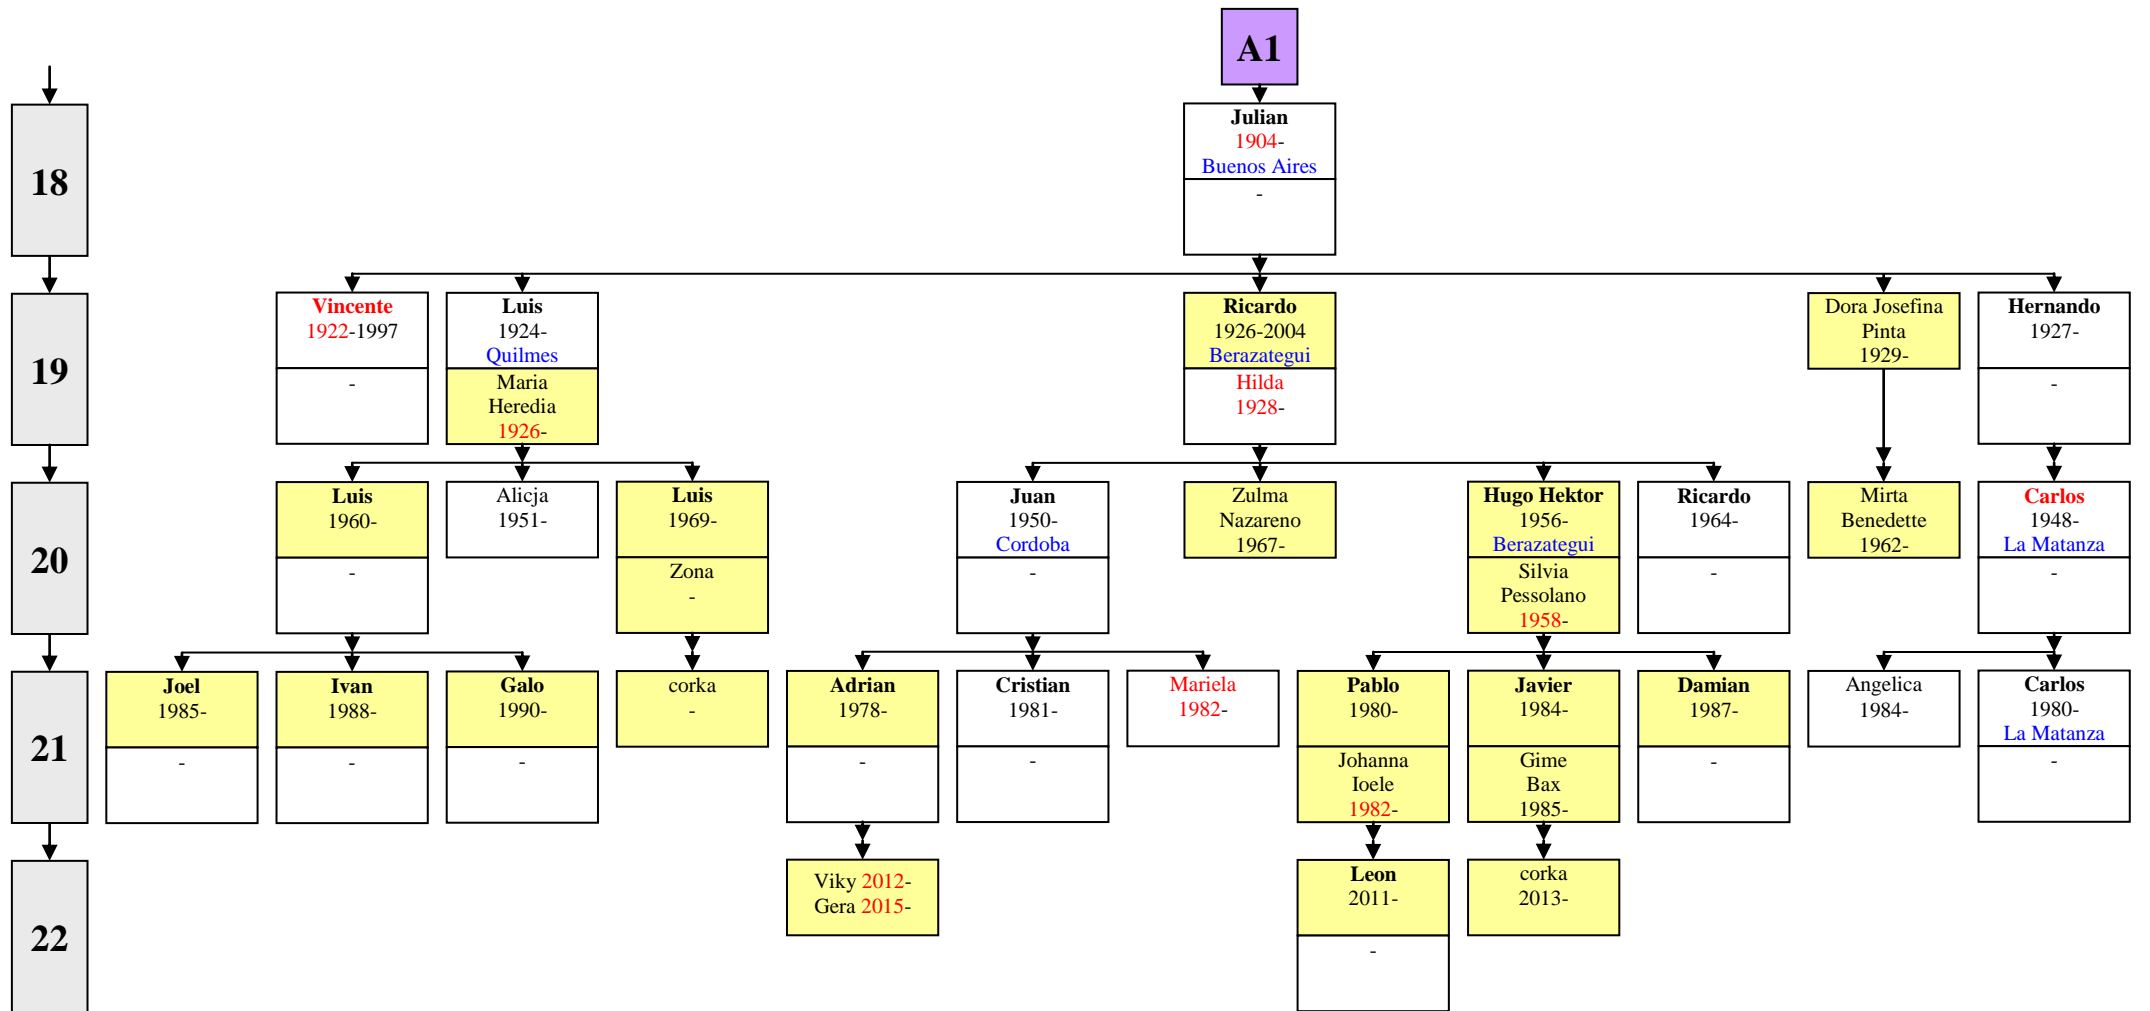 A1
18
Julian
1904-
Buenos Aires
-
19
Vincente
1922-1997
-
Luis
1924-
Quilmes
Maria
Heredia
1926-
Ricardo
1926-2004
Berazategui
Hilda
1928-
Dora Josefina
Pinta
1929-
Hernando
1927-
-
20
Luis
1960-
-
Alicja
1951-
Luis
1969-
Zona
-
Juan
1950-
Cordoba
-
Zulma
Nazareno
1967-
Hugo Hektor
1956-
Berazategui
Silvia
Pessolano
1958-
Ricardo
1964-
-
Mirta
Benedette
1962-
Carlos
1948-
La Matanza
-
21
Joel
1985-
-
Ivan
1988-
-
Galo
1990-
-
corka
-
Adrian
1978-
-
Cristian
1981-
-
Mariela
1982-
Pablo
1980-
Johanna
Ioele
1982-
Javier
1984-
Gime
Bax
1985-
Damian
1987-
-
Angelica
1984-
Carlos
1980-
La Matanza
-
22
Viky 2012-
Gera 2015-
Leon
2011-
-
corka
2013-